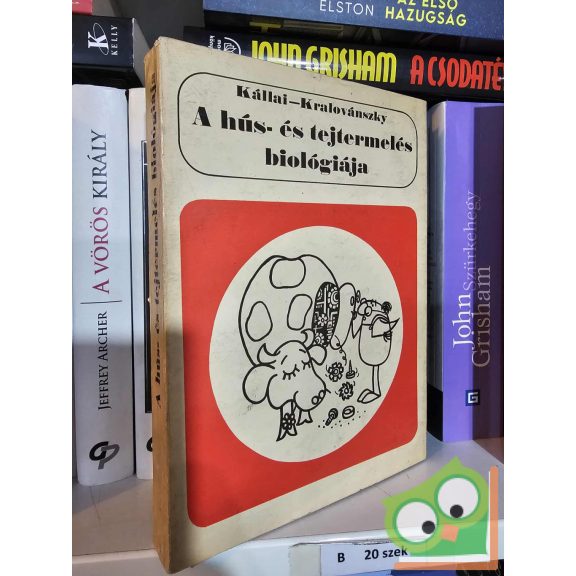 ELSTON
AZ ELSŐ
HAZUGSÁG
K
KELLY
JOHN GRISHAM
A CSODATÉ
Kállai–Kralovánszky
A hús- és tejtermelés
biológiája
A hús- és tejtermelés biológiája
JEFFREY ARCHER
A VÖRÖS KIRÁLY
John
Grisham
Szürkehegy
B 20 szek